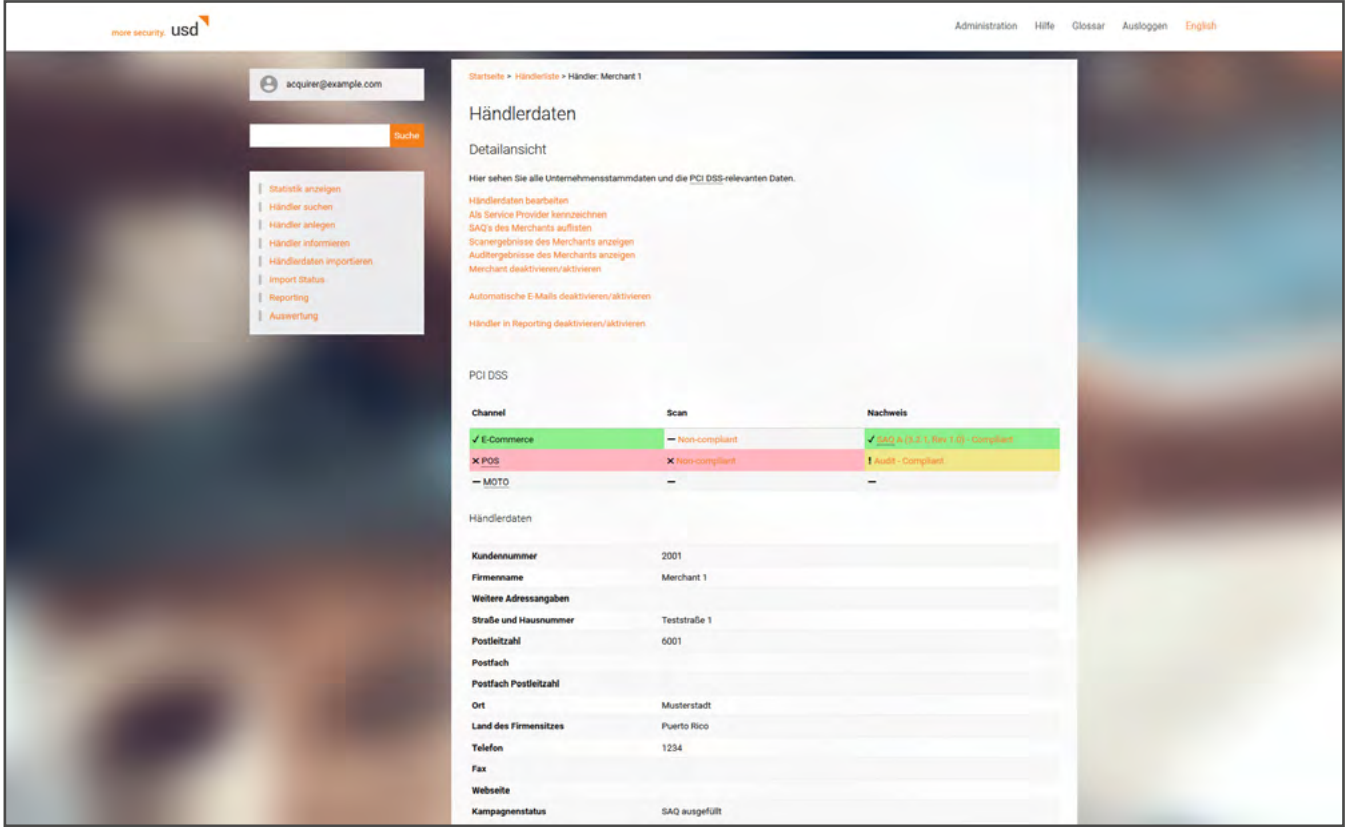 more security. usd
Administration Hilfe Glossar Ausloggen English
acquirer@example.com
Suche
Statistik anzeigen
Händler suchen
Händler anlegen
Händler informieren
Händlerdaten importieren
Import Status
Reporting
Auswertung
Startseite > Händlerliste > Händler: Merchant 1
Händlerdaten
Detailansicht
Hier sehen Sie alle Unternehmensstammdaten und die PCI DSS-relevanten Daten.
Händlerdaten bearbeiten
Als Service Provider kennzeichnen
SAQ's des Merchants auflisten
Scanergebnisse des Merchants anzeigen
Auditergebnisse des Merchants anzeigen
Merchant deaktivieren/aktivieren
Automatische E-Mails deaktivieren/aktivieren
Händler in Reporting deaktivieren/aktivieren
PCI DSS
Channel Scan Nachweis
✓ E-Commerce – Non-compliant ✓ SAQ A (3.2.1, Rev 1.0) - Compliant
✕ POS ✕ Non-compliant ! Audit - Compliant
– MOTO – –
Händlerdaten
Kundennummer 2001
Firmenname Merchant 1
Weitere Adressangaben
Straße und Hausnummer Teststraße 1
Postleitzahl 6001
Postfach
Postfach Postleitzahl
Ort Musterstadt
Land des Firmensitzes Puerto Rico
Telefon 1234
Fax
Webseite
Kampagnenstatus SAQ ausgefüllt